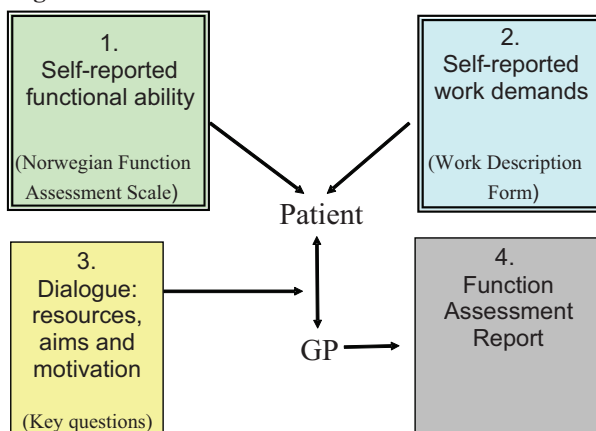 1.
Self-reported
functional ability
(Norwegian Function
Assessment Scale)
2.
Self-reported
work demands
(Work Description
Form)
Patient
3.
Dialogue:
resources,
aims and
motivation
(Key questions)
GP
4.
Function
Assessment
Report